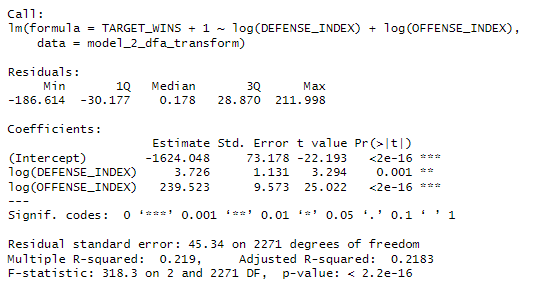 Call:
lm(formula = TARGET_WINS + 1 ~ log(DEFENSE_INDEX) + log(OFFENSE_INDEX),
    data = model_2_dfa_transform)
Residuals:
     Min       1Q   Median       3Q      Max
-186.614  -30.177    0.178   28.870  211.998
Coefficients:
                    Estimate Std. Error t value Pr(>|t|)
(Intercept)        -1624.048     73.178 -22.193   <2e-16 ***
log(DEFENSE_INDEX)     3.726      1.131   3.294    0.001 **
log(OFFENSE_INDEX)   239.523      9.573  25.022   <2e-16 ***
---
Signif. codes:  0 ‘***’ 0.001 ‘**’ 0.01 ‘*’ 0.05 ‘.’ 0.1 ‘ ’ 1
Residual standard error: 45.34 on 2271 degrees of freedom
Multiple R-squared:  0.219,	Adjusted R-squared:  0.2183
F-statistic: 318.3 on 2 and 2271 DF,  p-value: < 2.2e-16